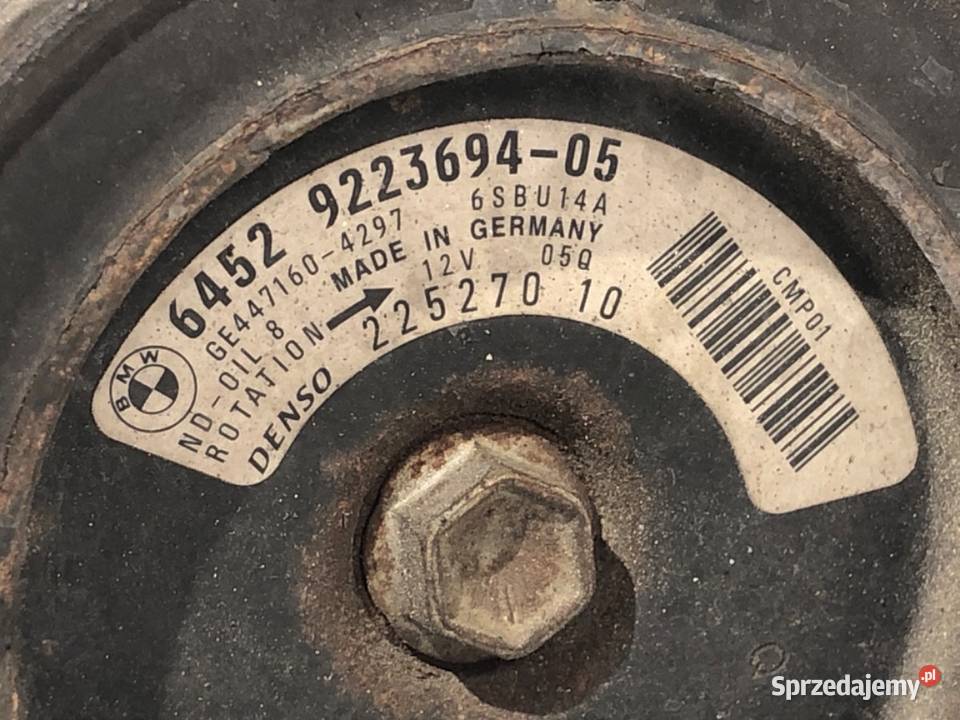 6452 9223694-05
GE447160-4297 6SBU14A
ND-OIL 8 MADE IN GERMANY
ROTATION 12V 05Q
DENSO 225270 10
BMW
CMP01
Sprzedajemy.pl